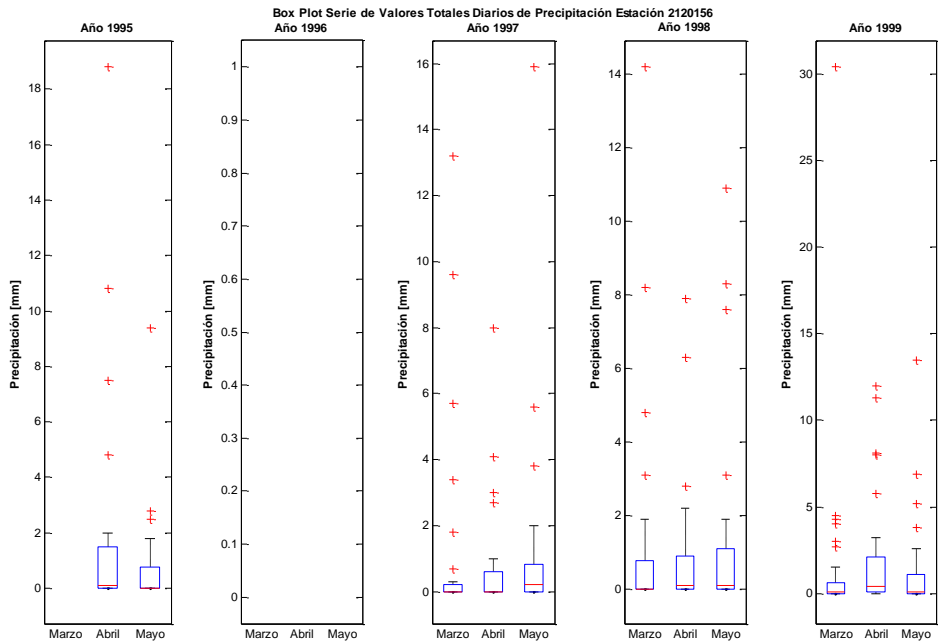 Box Plot Serie de Valores Totales Diarios de Precipitación Estación 2120156
Año 1995
Año 1996
Año 1997
Año 1998
Año 1999
Precipitación [mm]
18
16
14
12
10
8
6
4
2
0
Marzo Abril Mayo
Precipitación [mm]
1
0.9
0.8
0.7
0.6
0.5
0.4
0.3
0.2
0.1
0
Marzo Abril Mayo
Precipitación [mm]
16
14
12
10
8
6
4
2
0
Marzo Abril Mayo
Precipitación [mm]
14
12
10
8
6
4
2
0
Marzo Abril Mayo
Precipitación [mm]
30
25
20
15
10
5
0
Marzo Abril Mayo